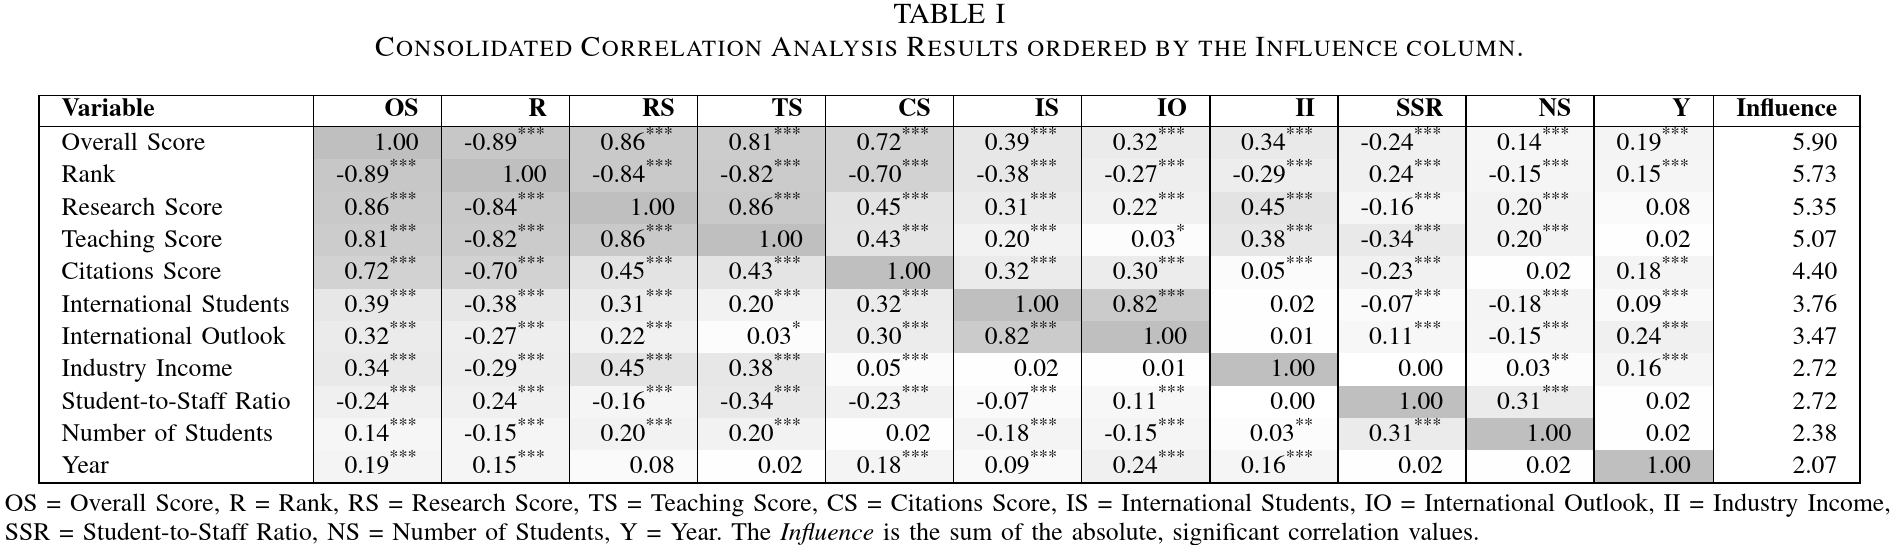 TABLE I
CONSOLIDATED CORRELATION ANALYSIS RESULTS ORDERED BY THE INFLUENCE COLUMN.
Variable OS R RS TS CS IS IO II SSR NS Y Influence
Overall Score 1.00 -0.89*** 0.86*** 0.81*** 0.72*** 0.39*** 0.32*** 0.34*** -0.24*** 0.14*** 0.19*** 5.90
Rank -0.89*** 1.00 -0.84*** -0.82*** -0.70*** -0.38*** -0.27*** -0.29*** 0.24*** -0.15*** 0.15*** 5.73
Research Score 0.86*** -0.84*** 1.00 0.86*** 0.45*** 0.31*** 0.22*** 0.45*** -0.16*** 0.20*** 0.08 5.35
Teaching Score 0.81*** -0.82*** 0.86*** 1.00 0.43*** 0.20*** 0.03* 0.38*** -0.34*** 0.20*** 0.02 5.07
Citations Score 0.72*** -0.70*** 0.45*** 0.43*** 1.00 0.32*** 0.30*** 0.05*** -0.23*** 0.02 0.18*** 4.40
International Students 0.39*** -0.38*** 0.31*** 0.20*** 0.32*** 1.00 0.82*** 0.02 -0.07*** -0.18*** 0.09*** 3.76
International Outlook 0.32*** -0.27*** 0.22*** 0.03* 0.30*** 0.82*** 1.00 0.01 0.11*** -0.15*** 0.24*** 3.47
Industry Income 0.34*** -0.29*** 0.45*** 0.38*** 0.05*** 0.02 0.01 1.00 0.00 0.03** 0.16*** 2.72
Student-to-Staff Ratio -0.24*** 0.24*** -0.16*** -0.34*** -0.23*** -0.07*** 0.11*** 0.00 1.00 0.31*** 0.02 2.72
Number of Students 0.14*** -0.15*** 0.20*** 0.20*** 0.02 -0.18*** -0.15*** 0.03** 0.31*** 1.00 0.02 2.38
Year 0.19*** 0.15*** 0.08 0.02 0.18*** 0.09*** 0.24*** 0.16*** 0.02 0.02 1.00 2.07
OS = Overall Score, R = Rank, RS = Research Score, TS = Teaching Score, CS = Citations Score, IS = International Students, IO = International Outlook, II = Industry Income,
SSR = Student-to-Staff Ratio, NS = Number of Students, Y = Year. The Influence is the sum of the absolute, significant correlation values.